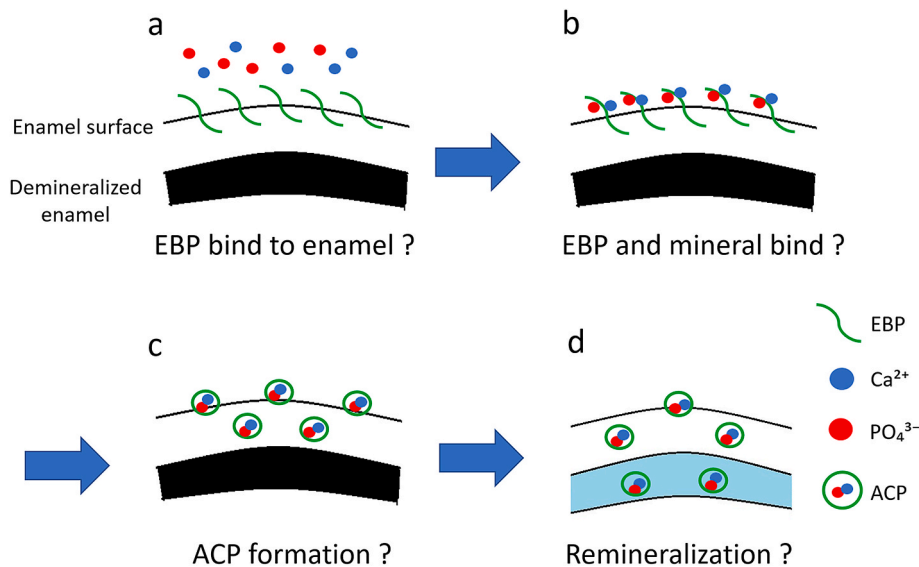 a
b
Enamel surface
Demineralized
enamel
EBP bind to enamel ?
EBP and mineral bind ?
c
d
EBP
Ca²⁺
PO₄³⁻
ACP
ACP formation ?
Remineralization ?